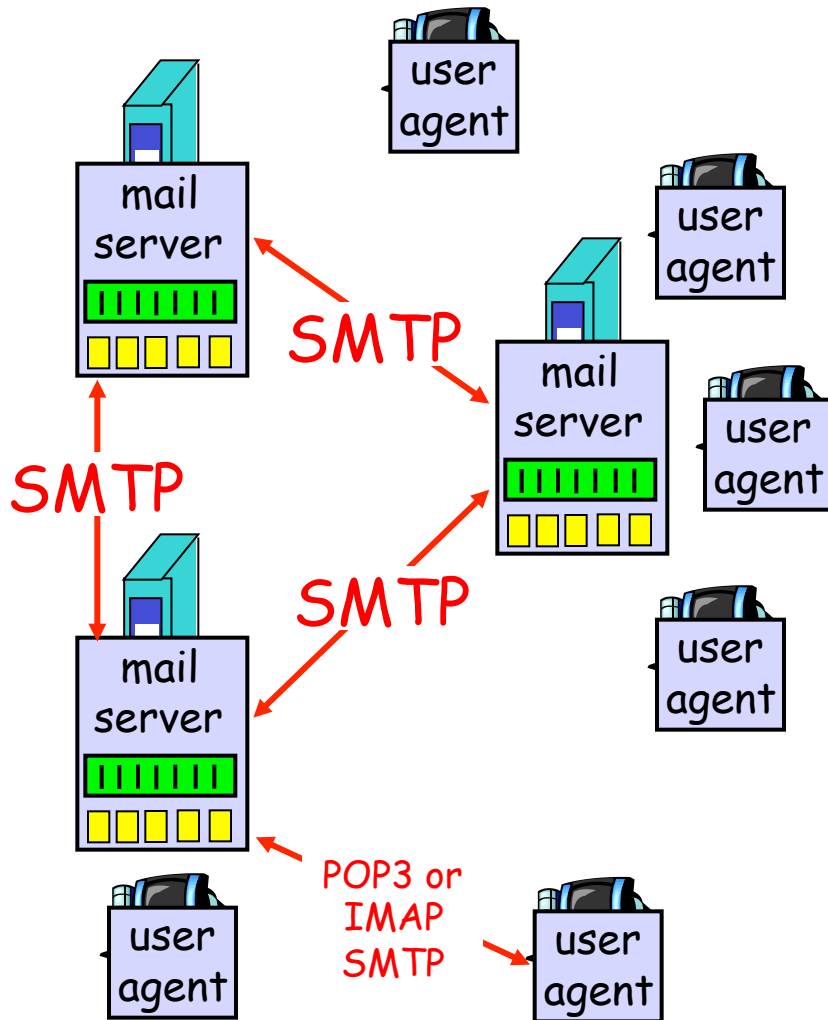 user
agent
mail
server
user
agent
SMTP
mail
server
user
agent
SMTP
SMTP
user
agent
mail
server
POP3 or
IMAP
SMTP
user
agent
user
agent